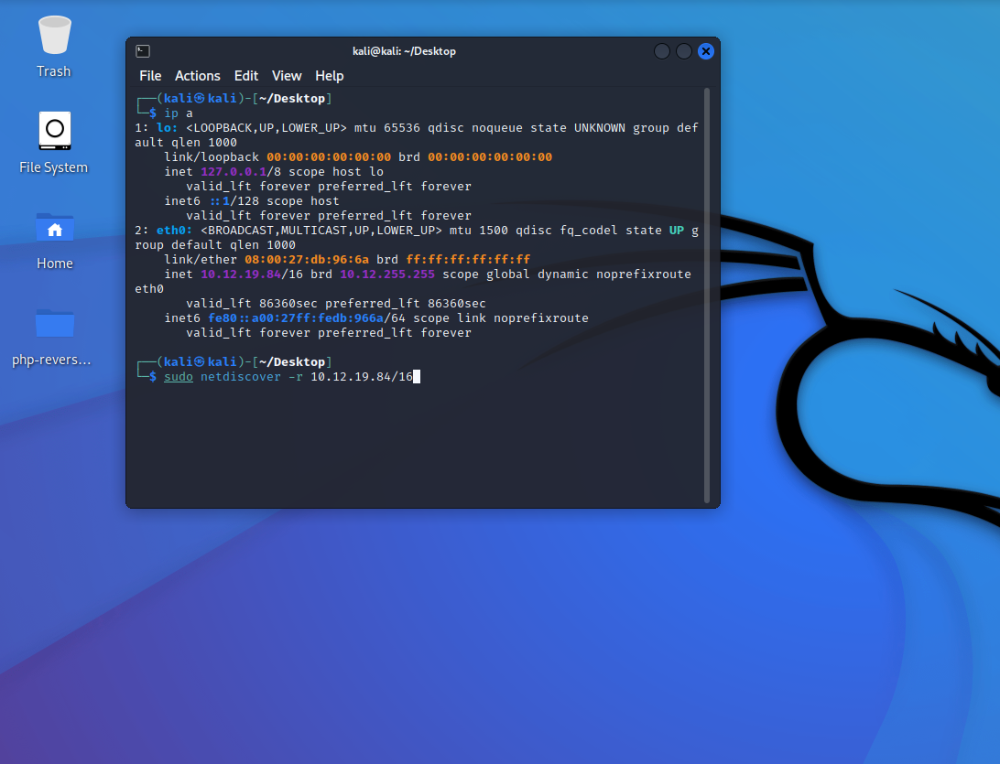 Trash
File System
Home
php-revers...
kali@kali: ~/Desktop
File Actions Edit View Help
┌──(kali㉿kali)-[~/Desktop]
└─$ ip a
1: lo: <LOOPBACK,UP,LOWER_UP> mtu 65536 qdisc noqueue state UNKNOWN group def
ault qlen 1000
link/loopback 00:00:00:00:00:00 brd 00:00:00:00:00:00
inet 127.0.0.1/8 scope host lo
valid_lft forever preferred_lft forever
inet6 ::1/128 scope host
valid_lft forever preferred_lft forever
2: eth0: <BROADCAST,MULTICAST,UP,LOWER_UP> mtu 1500 qdisc fq_codel state UP g
roup default qlen 1000
link/ether 08:00:27:db:96:6a brd ff:ff:ff:ff:ff:ff
inet 10.12.19.84/16 brd 10.12.255.255 scope global dynamic noprefixroute
eth0
valid_lft 86360sec preferred_lft 86360sec
inet6 fe80::a00:27ff:fedb:966a/64 scope link noprefixroute
valid_lft forever preferred_lft forever
┌──(kali㉿kali)-[~/Desktop]
└─$ sudo netdiscover -r 10.12.19.84/16